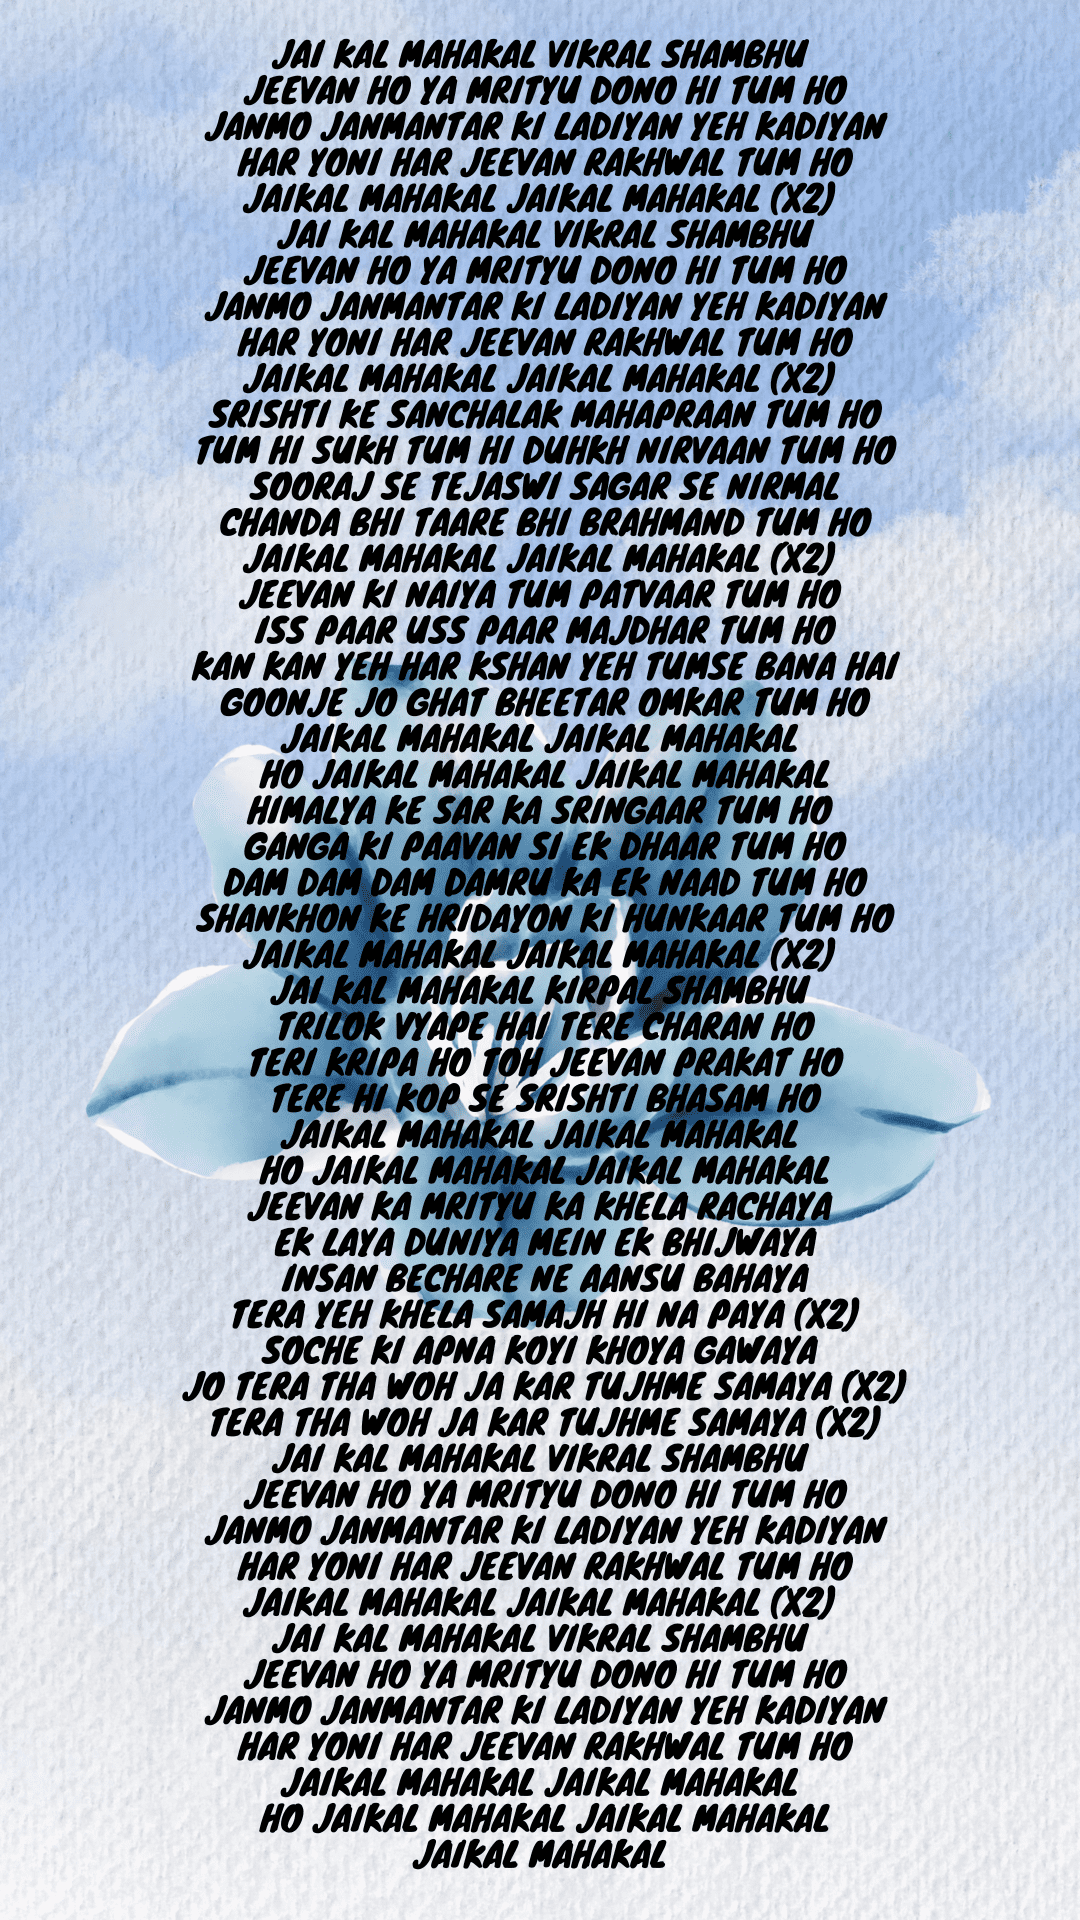 JAI KAL MAHAKAL VIKRAL SHAMBHU
JEEVAN HO YA MRITYU DONO HI TUM HO
JANMO JANMANTAR KI LADIYAN YEH KADIYAN
HAR YONI HAR JEEVAN RAKHWAL TUM HO
JAIKAL MAHAKAL JAIKAL MAHAKAL (X2)
JAI KAL MAHAKAL VIKRAL SHAMBHU
JEEVAN HO YA MRITYU DONO HI TUM HO
JANMO JANMANTAR KI LADIYAN YEH KADIYAN
HAR YONI HAR JEEVAN RAKHWAL TUM HO
JAIKAL MAHAKAL JAIKAL MAHAKAL (X2)
SRISHTI KE SANCHALAK MAHAPRAAN TUM HO
TUM HI SUKH TUM HI DUHKH NIRVAAN TUM HO
SOORAJ SE TEJASWI SAGAR SE NIRMAL
CHANDA BHI TAARE BHI BRAHMAND TUM HO
JAIKAL MAHAKAL JAIKAL MAHAKAL (X2)
JEEVAN KI NAIYA TUM PATVAAR TUM HO
ISS PAAR USS PAAR MAJDHAR TUM HO
KAN KAN YEH HAR KSHAN YEH TUMSE BANA HAI
GOONJE JO GHAT BHEETAR OMKAR TUM HO
JAIKAL MAHAKAL JAIKAL MAHAKAL
HO JAIKAL MAHAKAL JAIKAL MAHAKAL
HIMALYA KE SAR KA SRINGAAR TUM HO
GANGA KI PAAVAN SI EK DHAAR TUM HO
DAM DAM DAM DAMRU KA EK NAAD TUM HO
SHANKHON KE HRIDAYON KI HUNKAAR TUM HO
JAIKAL MAHAKAL JAIKAL MAHAKAL (X2)
JAI KAL MAHAKAL KIRPAL SHAMBHU
TRILOK VYAPE HAI TERE CHARAN HO
TERI KRIPA HO TOH JEEVAN PRAKAT HO
TERE HI KOP SE SRISHTI BHASAM HO
JAIKAL MAHAKAL JAIKAL MAHAKAL
HO JAIKAL MAHAKAL JAIKAL MAHAKAL
JEEVAN KA MRITYU KA KHELA RACHAYA
EK LAYA DUNIYA MEIN EK BHIJWAYA
INSAN BECHARE NE AANSU BAHAYA
TERA YEH KHELA SAMAJH HI NA PAYA (X2)
SOCHE KI APNA KOYI KHOYA GAWAYA
JO TERA THA WOH JA KAR TUJHME SAMAYA (X2)
TERA THA WOH JA KAR TUJHME SAMAYA (X2)
JAI KAL MAHAKAL VIKRAL SHAMBHU
JEEVAN HO YA MRITYU DONO HI TUM HO
JANMO JANMANTAR KI LADIYAN YEH KADIYAN
HAR YONI HAR JEEVAN RAKHWAL TUM HO
JAIKAL MAHAKAL JAIKAL MAHAKAL (X2)
JAI KAL MAHAKAL VIKRAL SHAMBHU
JEEVAN HO YA MRITYU DONO HI TUM HO
JANMO JANMANTAR KI LADIYAN YEH KADIYAN
HAR YONI HAR JEEVAN RAKHWAL TUM HO
JAIKAL MAHAKAL JAIKAL MAHAKAL
HO JAIKAL MAHAKAL JAIKAL MAHAKAL
JAIKAL MAHAKAL